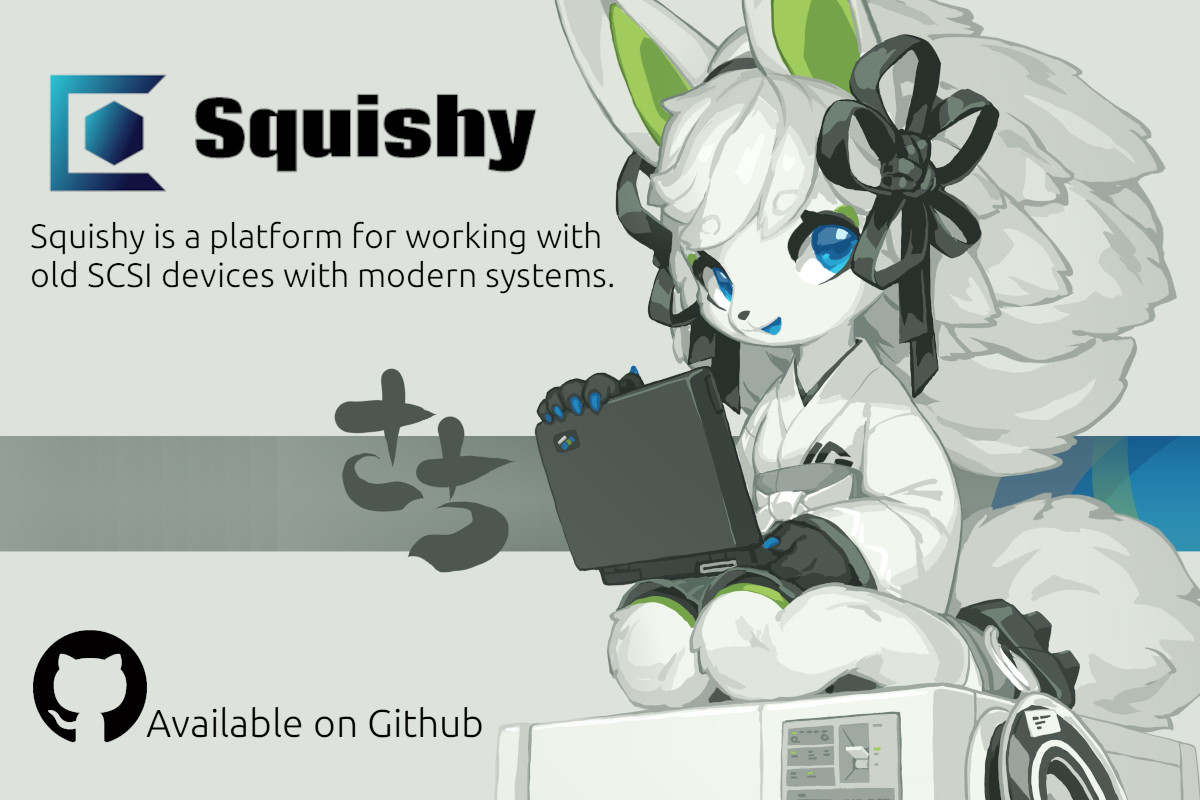 Squishy
Squishy is a platform for working with
old SCSI devices with modern systems.
さち
Available on Github